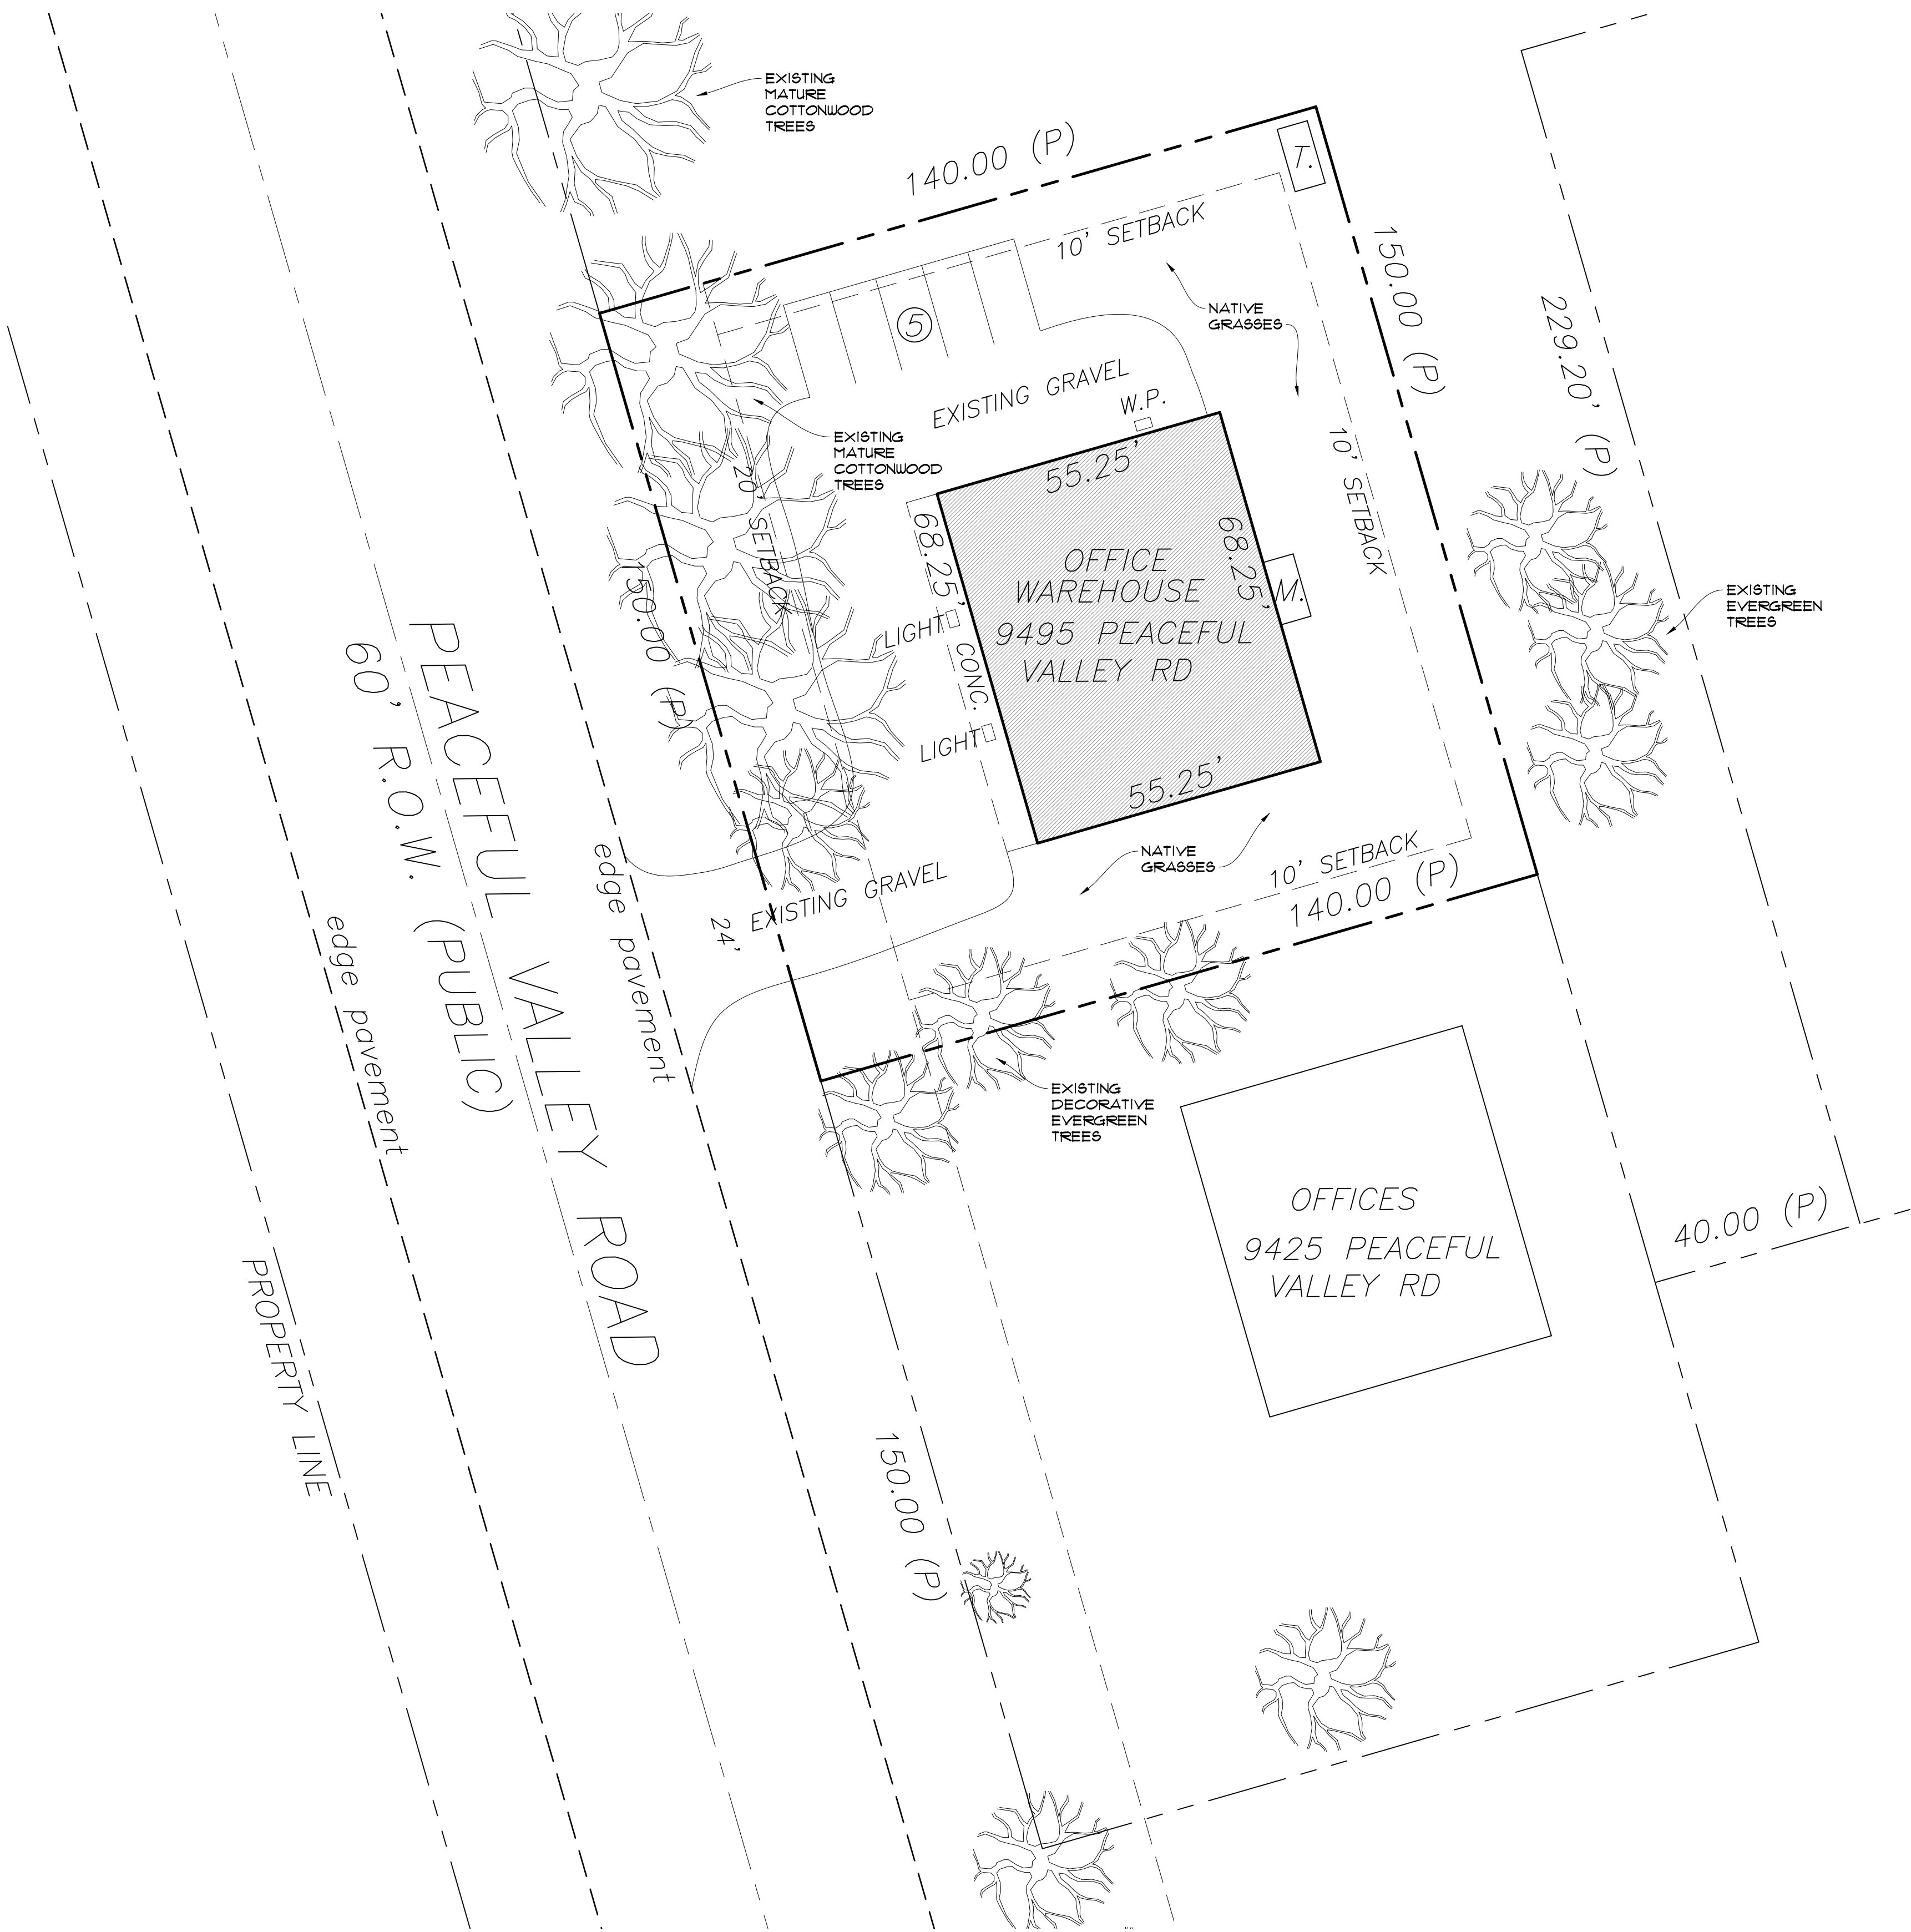 EXISTING
MATURE
COTTONWOOD
TREES
140.00 (P)
T.
10' SETBACK
150.00 (P)
NATIVE
GRASSES
229.20' (P)
5
EXISTING GRAVEL
W.P.
EXISTING
MATURE
COTTONWOOD
TREES
20' SETBACK
10' SETBACK
55.25'
68.25'
68.25'
OFFICE
WAREHOUSE
9495 PEACEFUL
VALLEY RD
M.
EXISTING
EVERGREEN
TREES
150.00 (P)
LIGHT
CONC.
LIGHT
55.25'
PEACEFUL VALLEY ROAD
60' R.O.W. (PUBLIC)
edge pavement
edge pavement
NATIVE
GRASSES
10' SETBACK
140.00 (P)
EXISTING GRAVEL
24'
EXISTING
DECORATIVE
EVERGREEN
TREES
OFFICES
9425 PEACEFUL
VALLEY RD
40.00 (P)
PROPERTY LINE
150.00 (P)